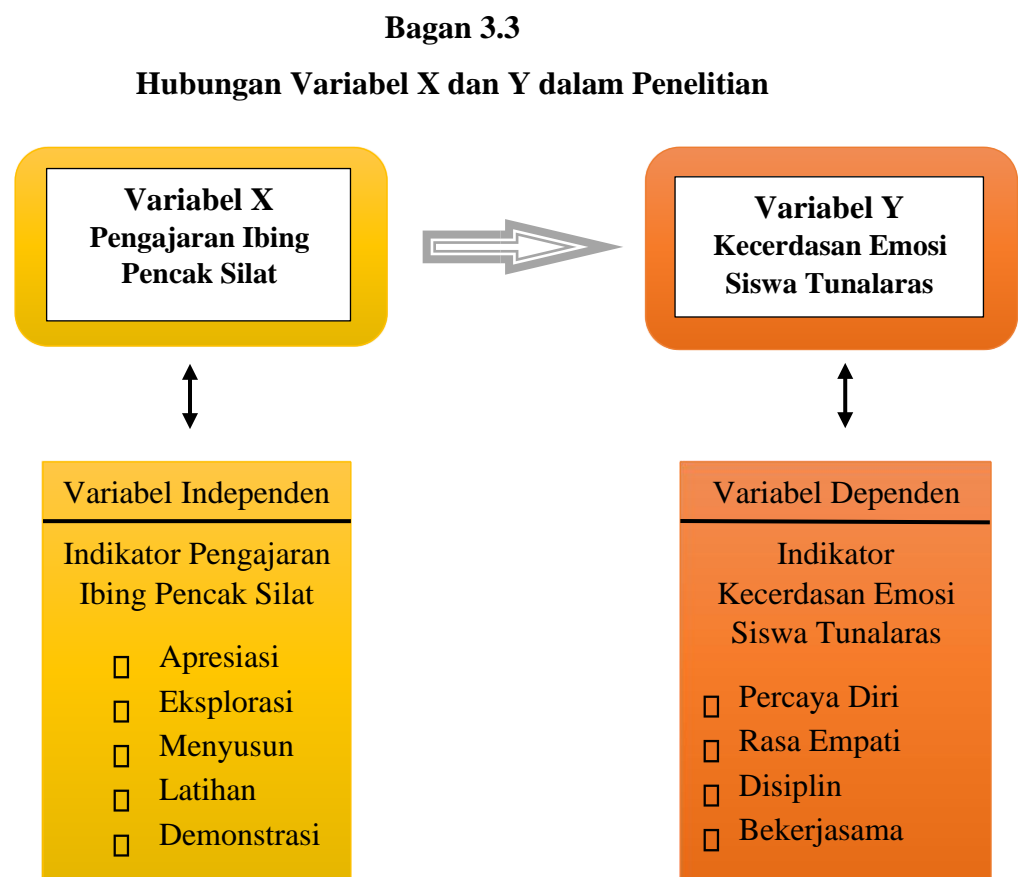 Bagan 3.3
Hubungan Variabel X dan Y dalam Penelitian
Variabel X
Pengajaran Ibing
Pencak Silat
Variabel Y
Kecerdasan Emosi
Siswa Tunalaras
Variabel Independen
Indikator Pengajaran
Ibing Pencak Silat
Apresiasi
Eksplorasi
Menyusun
Latihan
Demonstrasi
Variabel Dependen
Indikator
Kecerdasan Emosi
Siswa Tunalaras
Percaya Diri
Rasa Empati
Disiplin
Bekerjasama